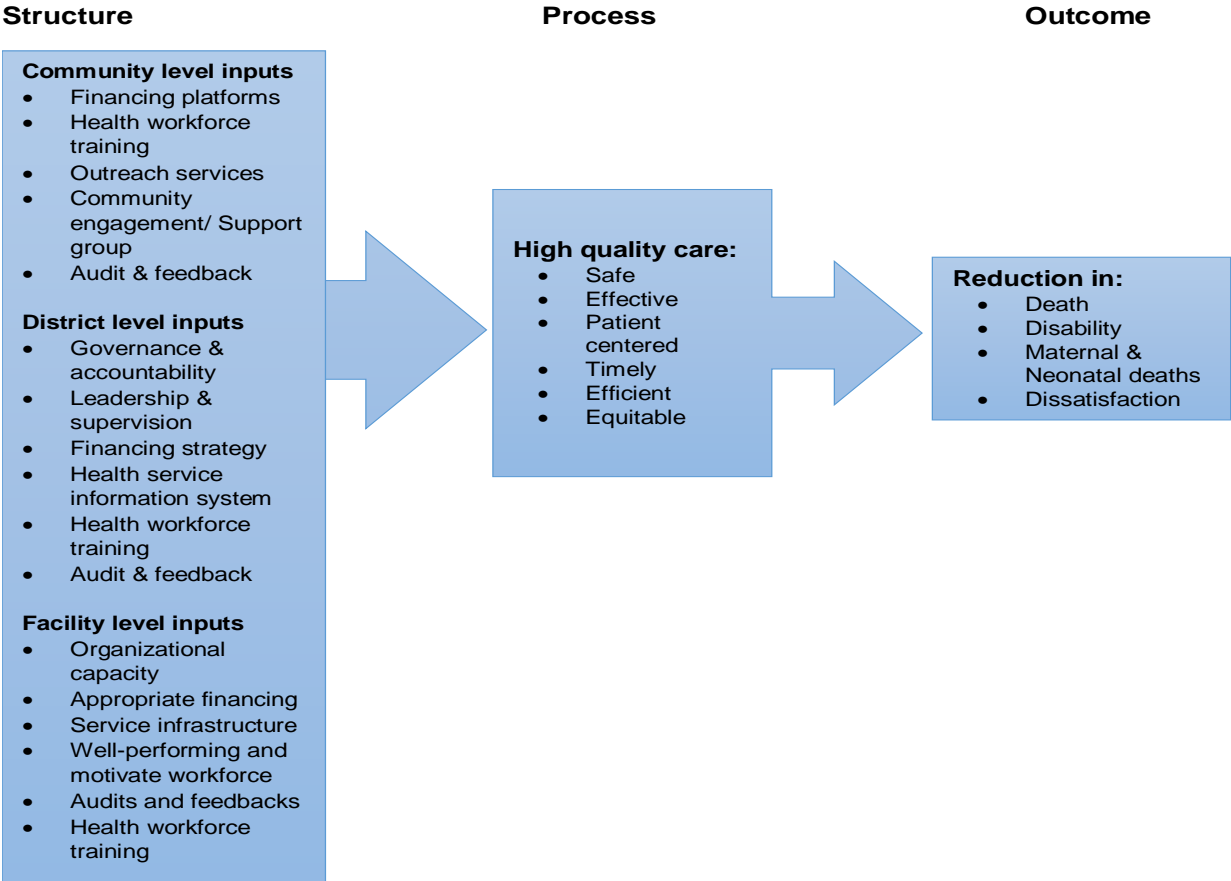 Structure
Process
Outcome
Community level inputs
• Financing platforms
• Health workforce
training
• Outreach services
• Community
engagement/ Support
group
• Audit & feedback
District level inputs
• Governance &
accountability
• Leadership &
supervision
• Financing strategy
• Health service
information system
• Health workforce
training
• Audit & feedback
Facility level inputs
• Organizational
capacity
• Appropriate financing
• Service infrastructure
• Well-performing and
motivate workforce
• Audits and feedbacks
• Health workforce
training
High quality care:
• Safe
• Effective
• Patient
centered
• Timely
• Efficient
• Equitable
Reduction in:
• Death
• Disability
• Maternal &
Neonatal deaths
• Dissatisfaction